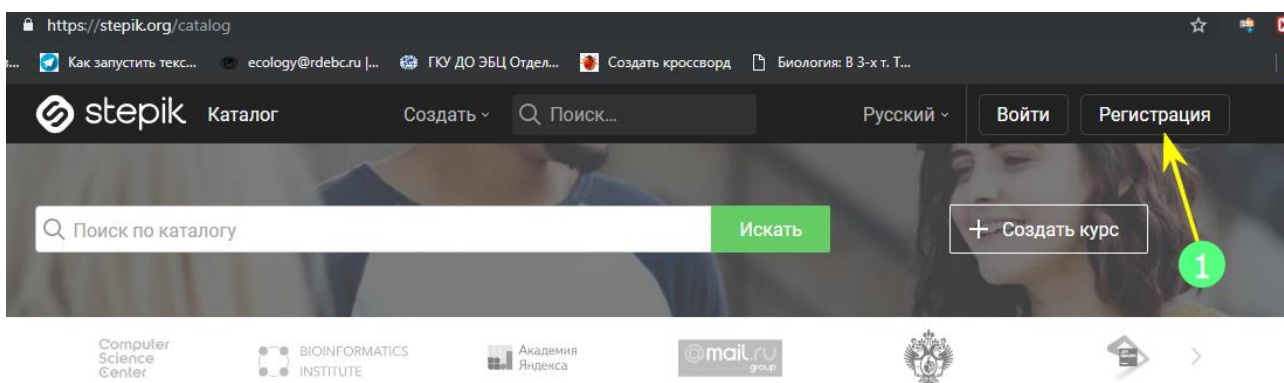 https://stepik.org/catalog
... Как запустить текс... ecology@rdebc.ru |... ГКУ ДО ЭБЦ Отдел... Создать кроссворд Биология: В 3-х т. Т...
stepik Каталог Создать Поиск... Русский Войти Регистрация
Поиск по каталогу Искать + Создать курс
1
Computer
Science
Center
BIOINFORMATICS
INSTITUTE
Академия
Яндекса
@mail.ru
group